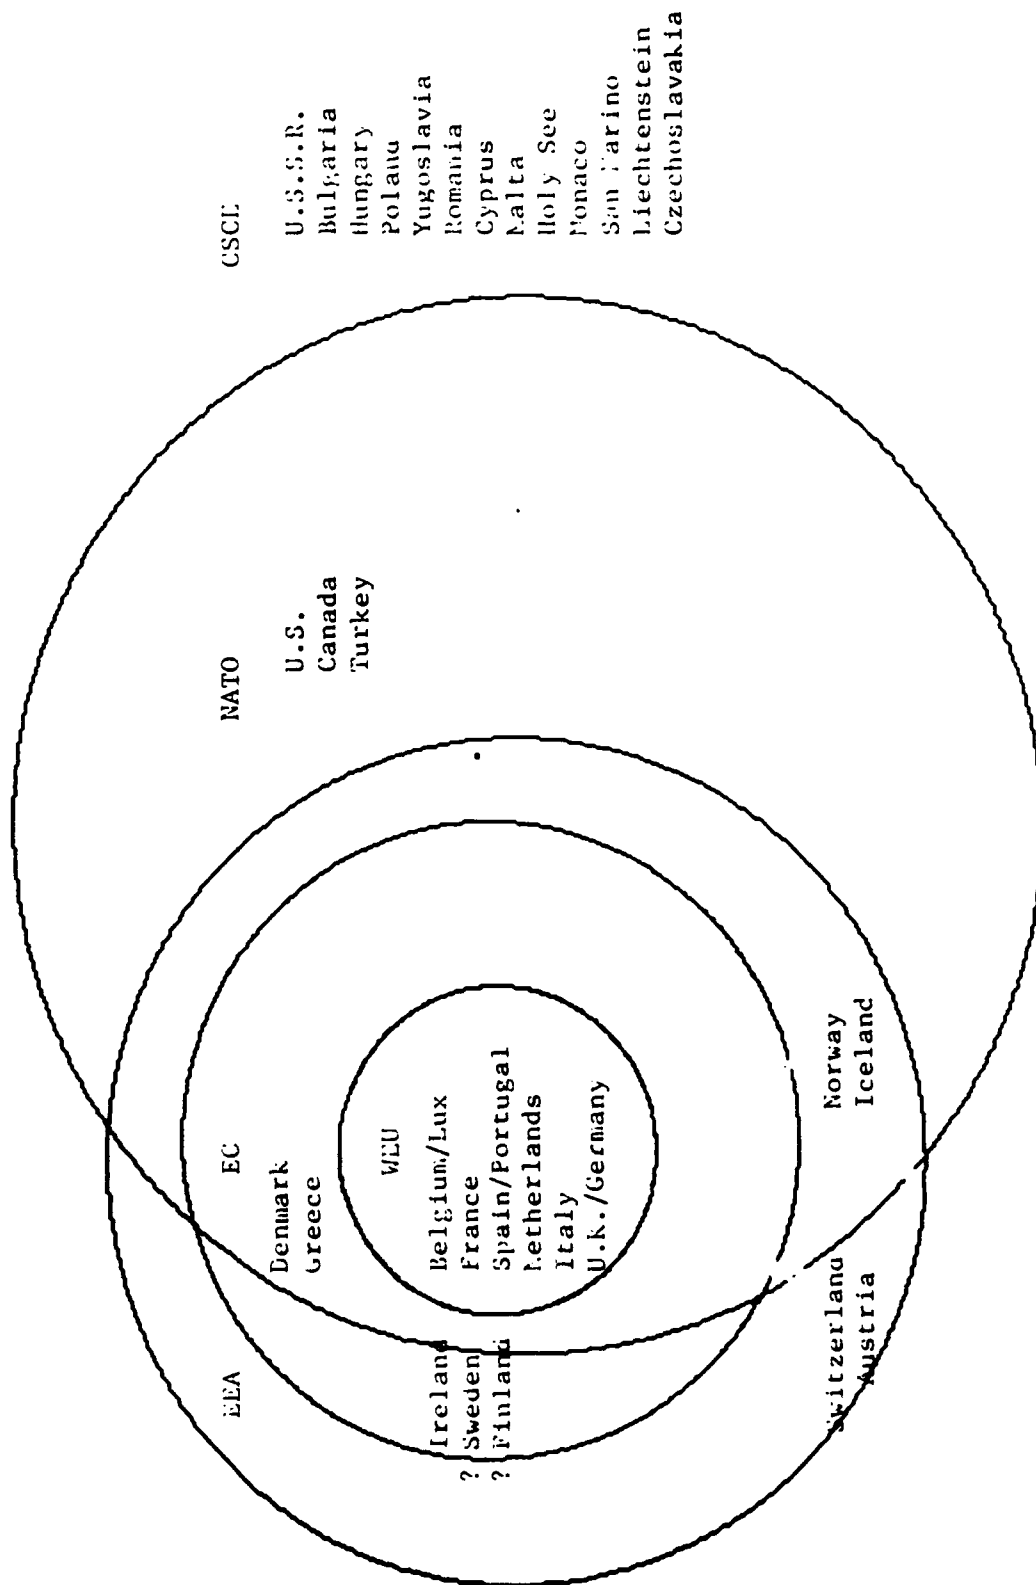 EEA
EC
NATO
CSCE
Denmark
Greece
U.S.
Canada
Turkey
U.S.S.R.
Bulgaria
Hungary
Poland
Yugoslavia
Romania
Cyprus
Malta
Holy See
Monaco
San Marino
Liechtenstein
Czechoslavakia
WEU
Belgium/Lux
France
Spain/Portugal
Netherlands
Italy
U.K./Germany
Ireland
? Sweden
? Finland
Switzerland
Austria
Norway
Iceland